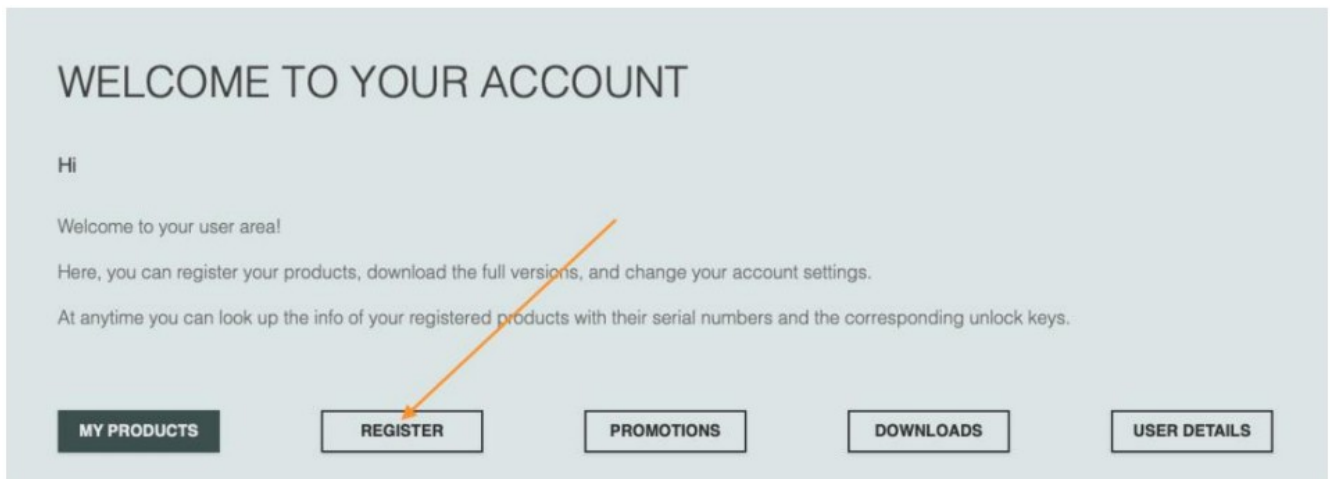 WELCOME TO YOUR ACCOUNT
Hi
Welcome to your user area!
Here, you can register your products, download the full versions, and change your account settings.
At anytime you can look up the info of your registered products with their serial numbers and the corresponding unlock keys.
MY PRODUCTS REGISTER PROMOTIONS DOWNLOADS USER DETAILS